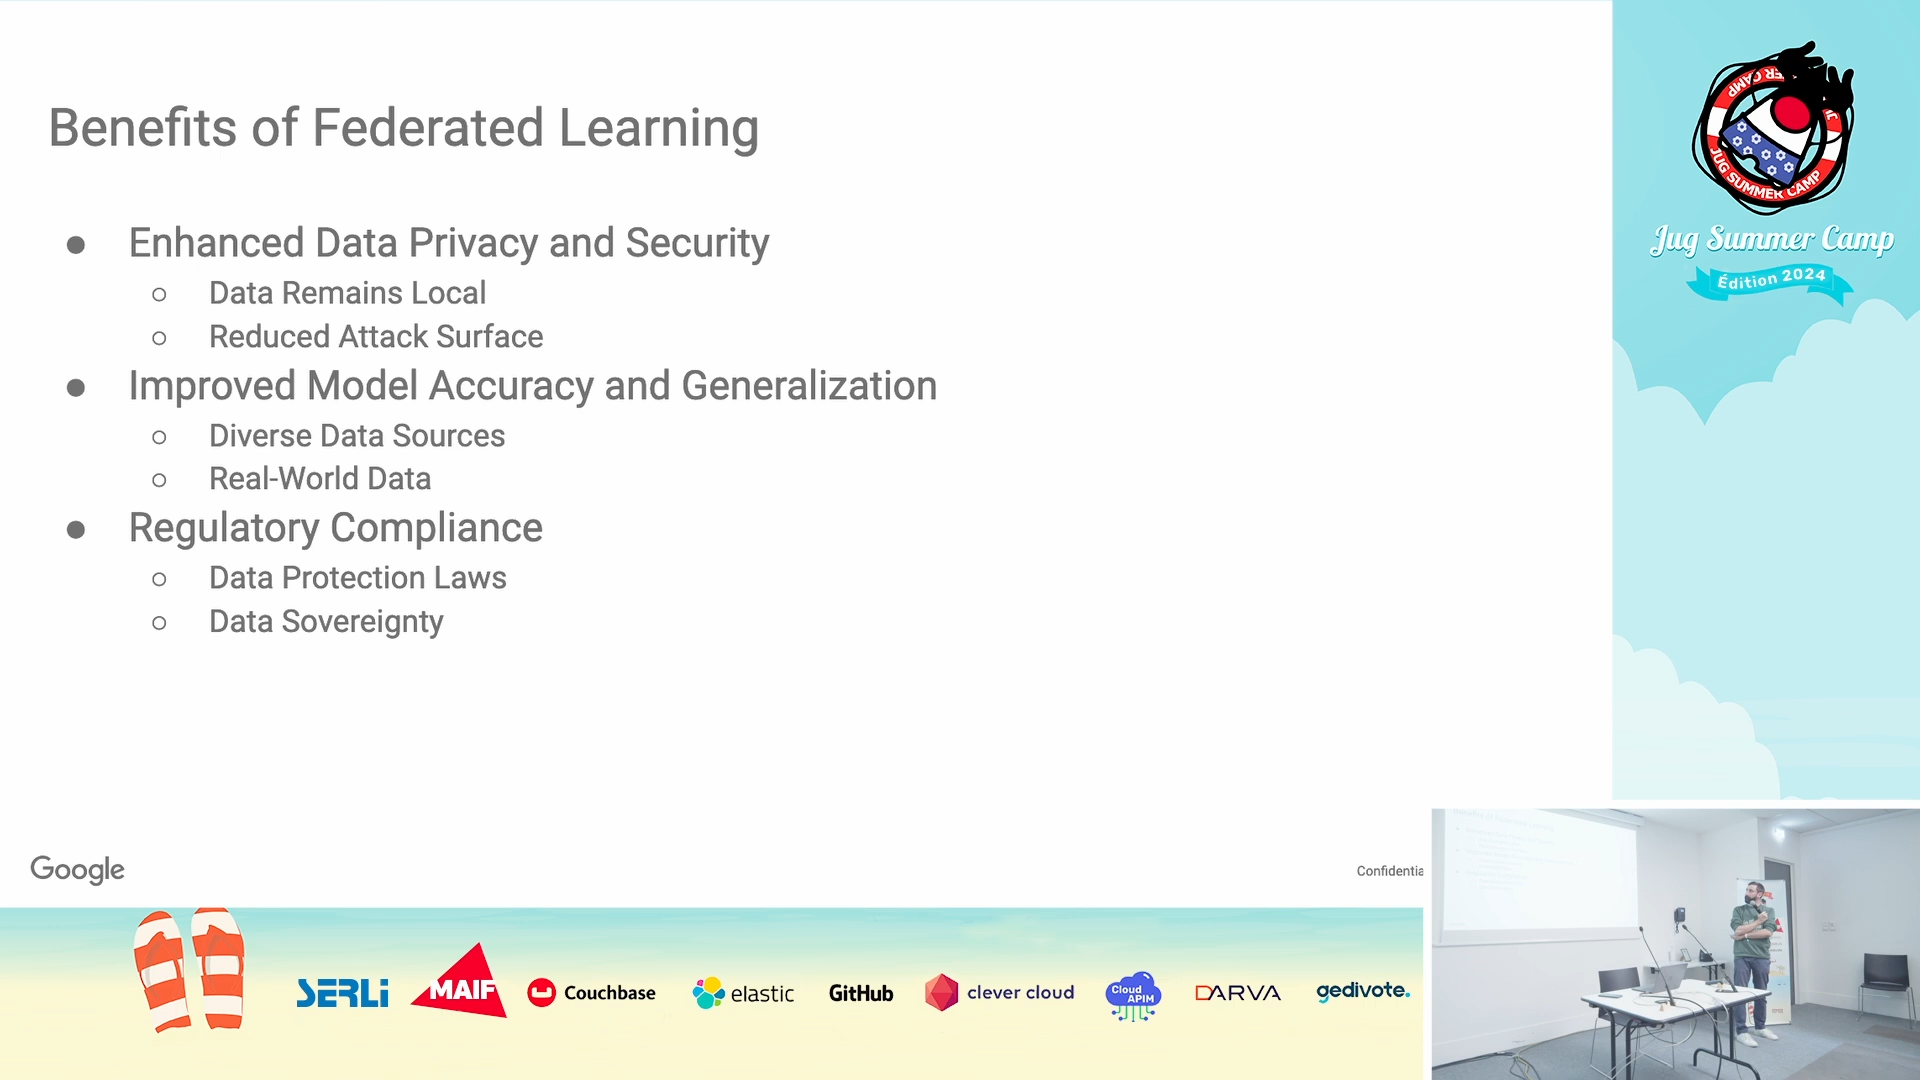 Benefits of Federated Learning
● Enhanced Data Privacy and Security
○ Data Remains Local
○ Reduced Attack Surface
● Improved Model Accuracy and Generalization
○ Diverse Data Sources
○ Real-World Data
● Regulatory Compliance
○ Data Protection Laws
○ Data Sovereignty
Google
Confidentia
CAMP
JUG SUMMER CAMP
Jug Summer Camp
Édition 2024
SERLi
MAIF
Couchbase
elastic
GitHub
clever cloud
Cloud
APIM
DARVA
gedivote.